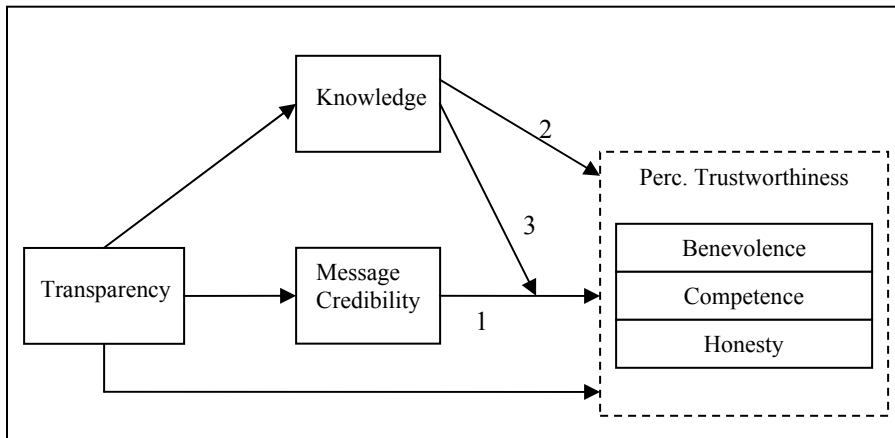 Knowledge
2
Perc. Trustworthiness
3
Benevolence
Transparency
Message
Credibility
Competence
1
Honesty